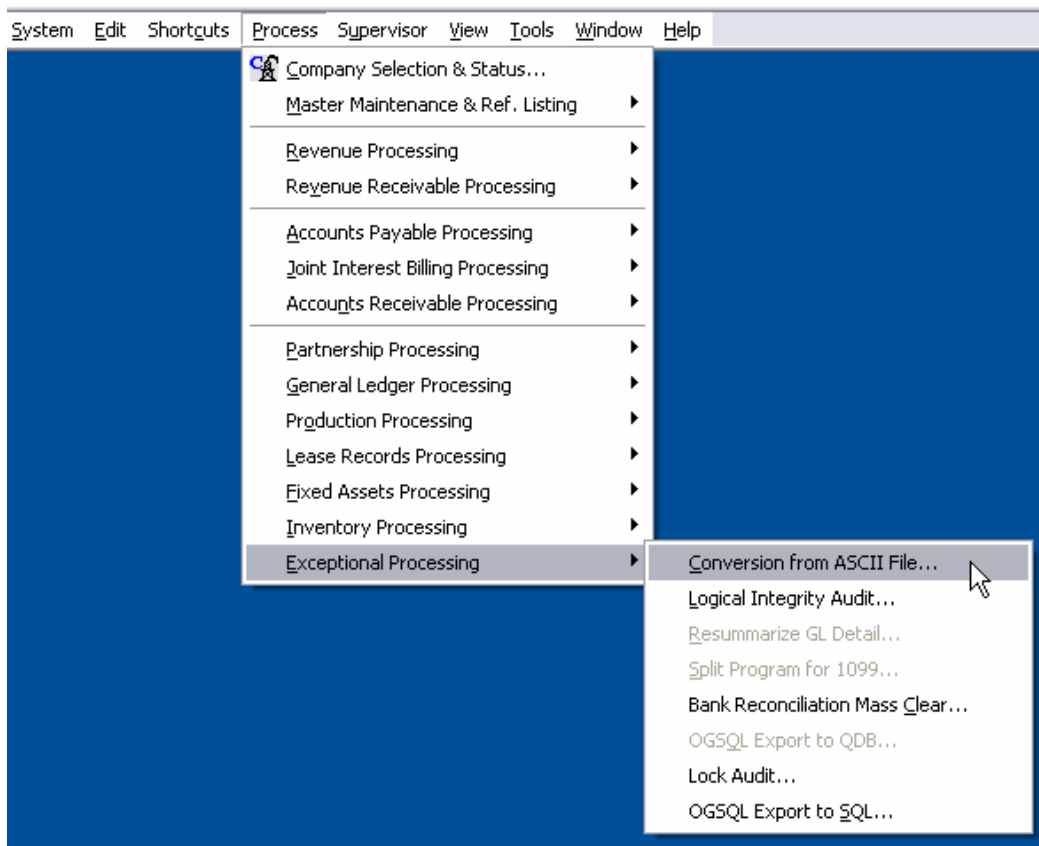 System Edit Shortcuts Process Supervisor View Tools Window Help
Company Selection & Status...
Master Maintenance & Ref. Listing
Revenue Processing
Revenue Receivable Processing
Accounts Payable Processing
Joint Interest Billing Processing
Accounts Receivable Processing
Partnership Processing
General Ledger Processing
Production Processing
Lease Records Processing
Fixed Assets Processing
Inventory Processing
Exceptional Processing
Conversion from ASCII File...
Logical Integrity Audit...
Resummarize GL Detail...
Split Program for 1099...
Bank Reconciliation Mass Clear...
OGSQL Export to QDB...
Lock Audit...
OGSQL Export to SQL...